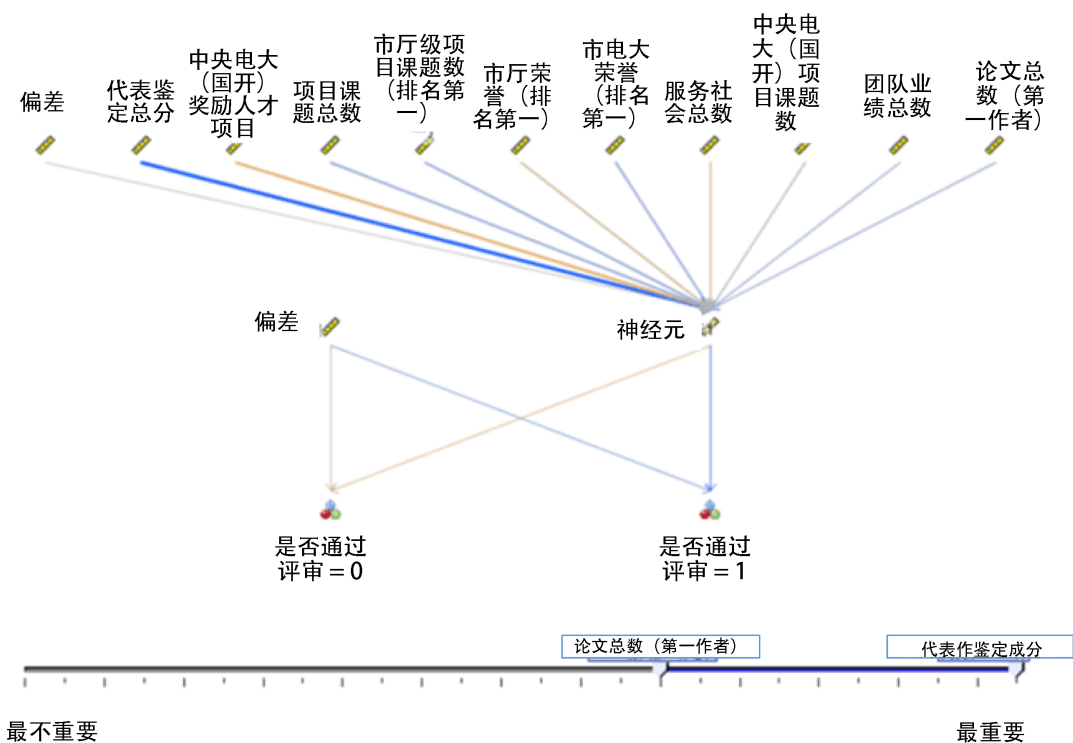 偏差
代表鉴
定总分
中央电大
（国开）
奖励人才
项目
项目课
题总数
市厅级项
目课题数
（排名第
一）
市厅荣
誉（排
名第一）
市电大
荣誉
（排名
第一）
服务社
会总数
中央电
大（国
开）项
目课题
数
团队业
绩总数
论文总
数（第
一作者）
偏差
神经元
是否通过
评审＝0
是否通过
评审＝1
论文总数（第一作者）
代表作鉴定成分
最不重要
最重要